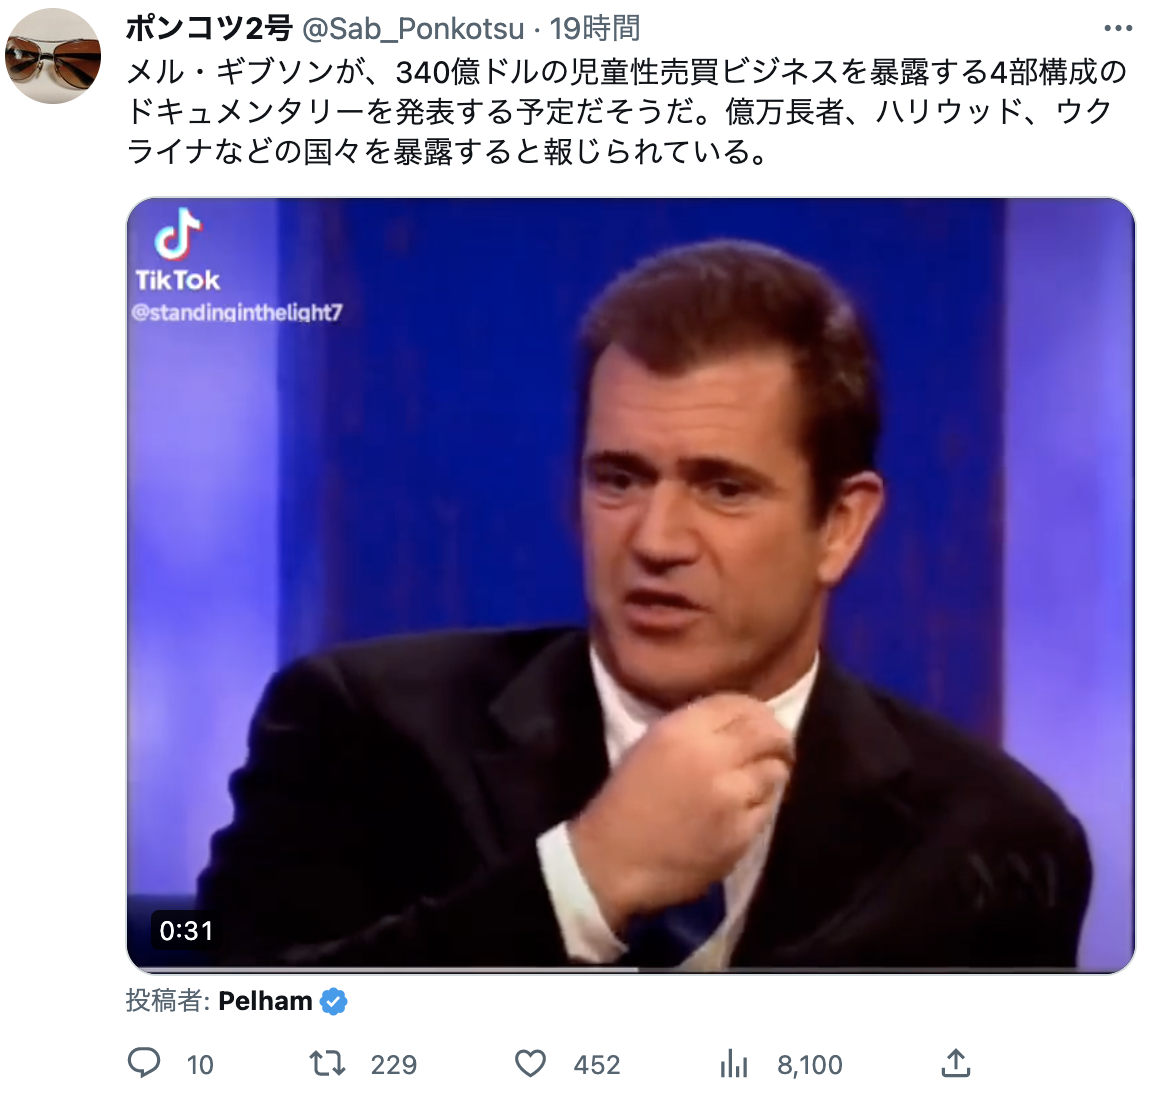 ポンコツ2号 @Sab_Ponkotsu · 19時間
メル・ギブソンが、340億ドルの児童性売買ビジネスを暴露する4部構成の
ドキュメンタリーを発表する予定だそうだ。億万長者、ハリウッド、ウク
ライナなどの国々を暴露すると報じられている。
TikTok
@standinginthelight7
0:31
投稿者: Pelham
10 229 452 8,100